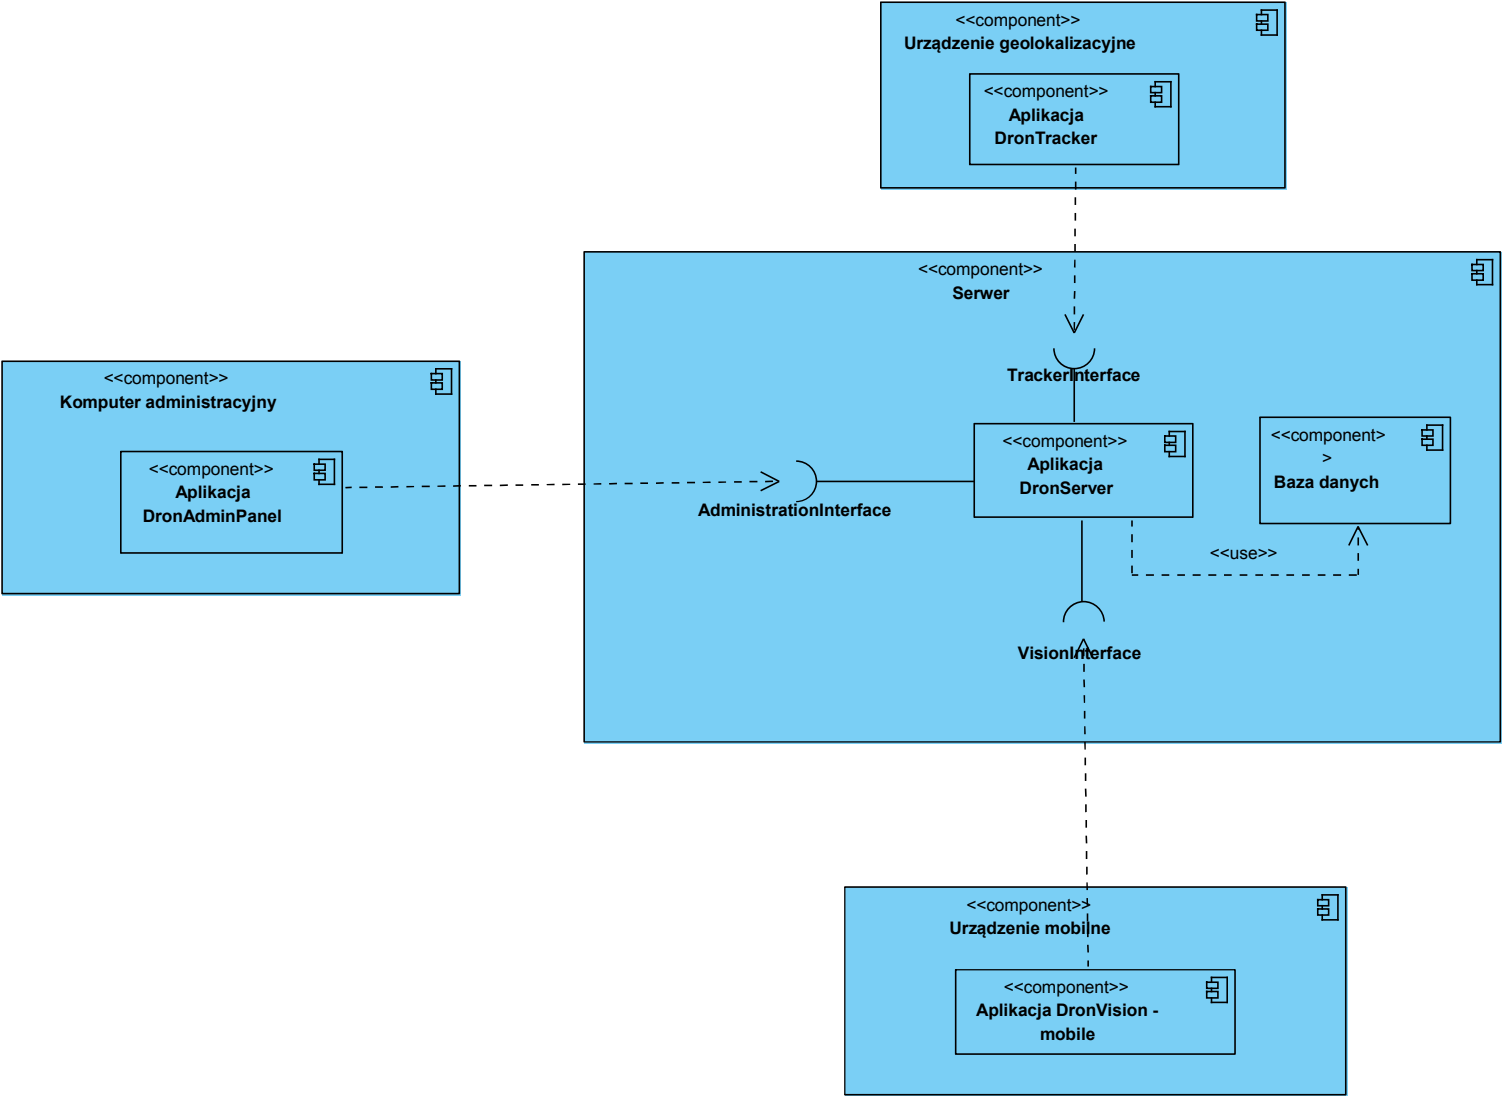 <<component>>
Urządzenie geolokalizacyjne
<<component>>
Aplikacja
DronTracker
<<component>>
Serwer
TrackerInterface
<<component>>
Komputer administracyjny
<<component>>
Aplikacja
DronAdminPanel
AdministrationInterface
<<component>>
Aplikacja
DronServer
<<component>
>
Baza danych
<<use>>
VisionInterface
<<component>>
Urządzenie mobilne
<<component>>
Aplikacja DronVision -
mobile